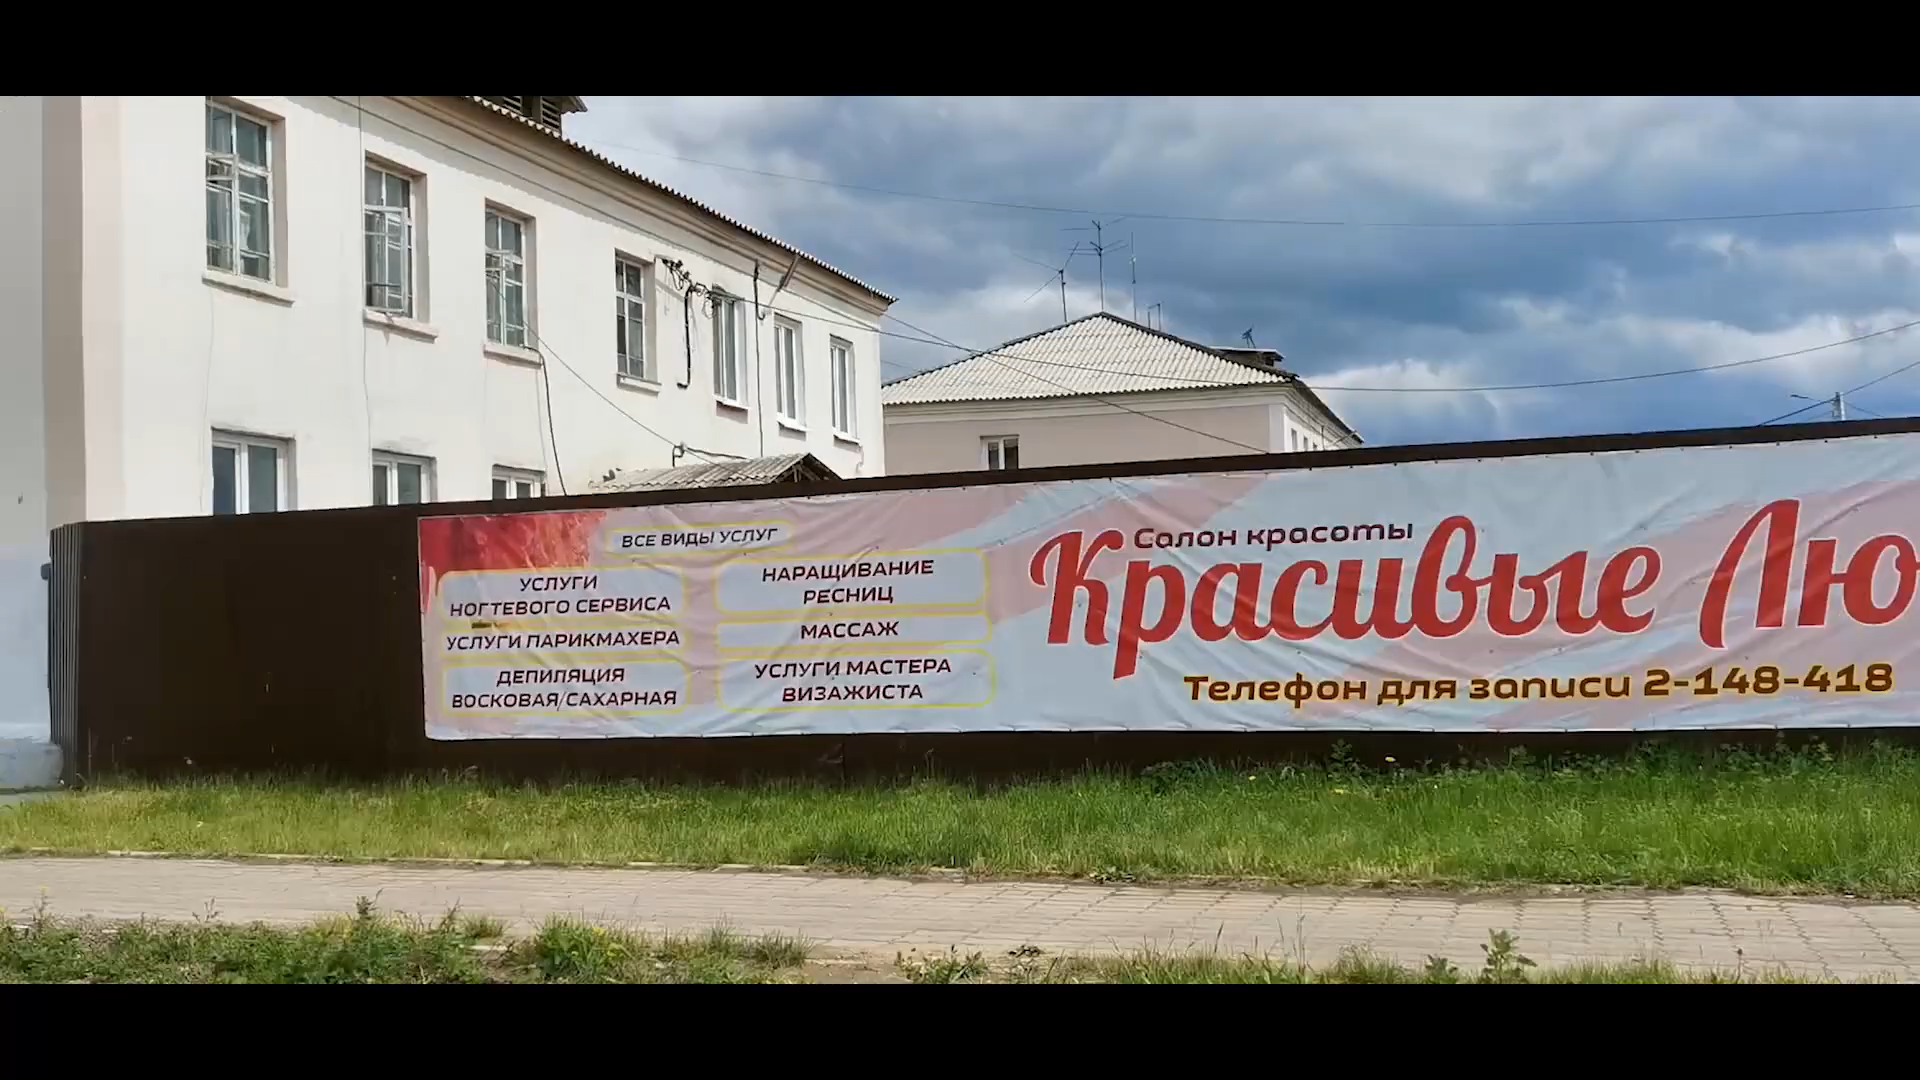 ВСЕ ВИДЫ УСЛУГ
УСЛУГИ
НОГТЕВОГО СЕРВИСА
УСЛУГИ ПАРИКМАХЕРА
ДЕПИЛЯЦИЯ
ВОСКОВАЯ/САХАРНАЯ
НАРАЩИВАНИЕ
РЕСНИЦ
МАССАЖ
УСЛУГИ МАСТЕРА
ВИЗАЖИСТА
Салон красоты
Красивые Лю
Телефон для записи 2-148-418